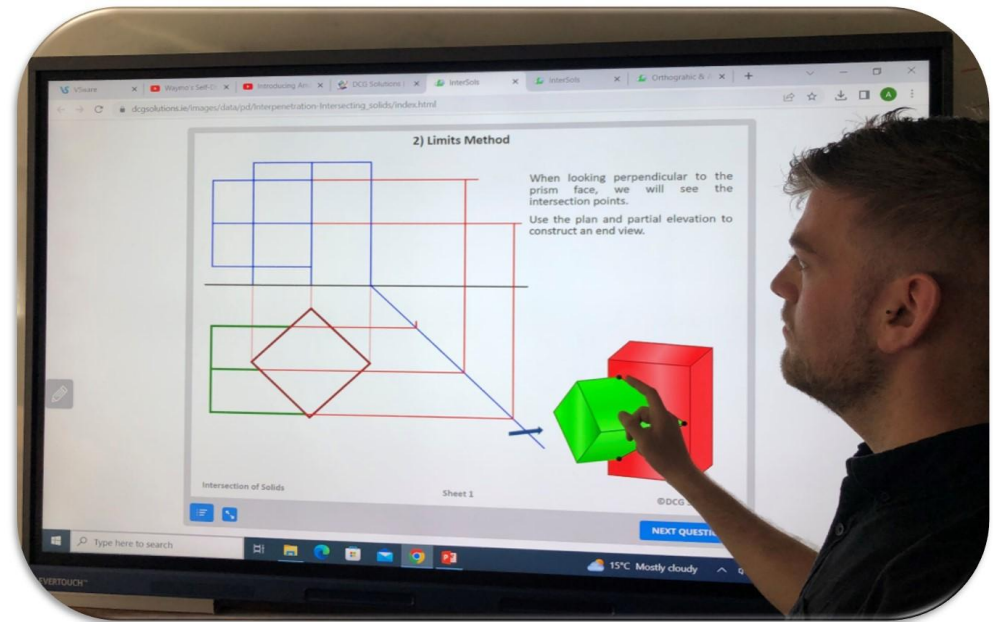 VSware
Wayne's Self-D
Introducing An
DCG Solutions
InterSols
InterSols
Orthograhic & A
dcgsolutions.ie/images/data/pd/Interpenetration-Intersecting_solids/index.html
A
2) Limits Method
When looking perpendicular to the
prism face, we will see the
intersection points.
Use the plan and partial elevation to
construct an end view.
Intersection of Solids
Sheet 1
©DCG
NEXT QUESTI
Type here to search
15°C Mostly cloudy
EVERTOUCH™